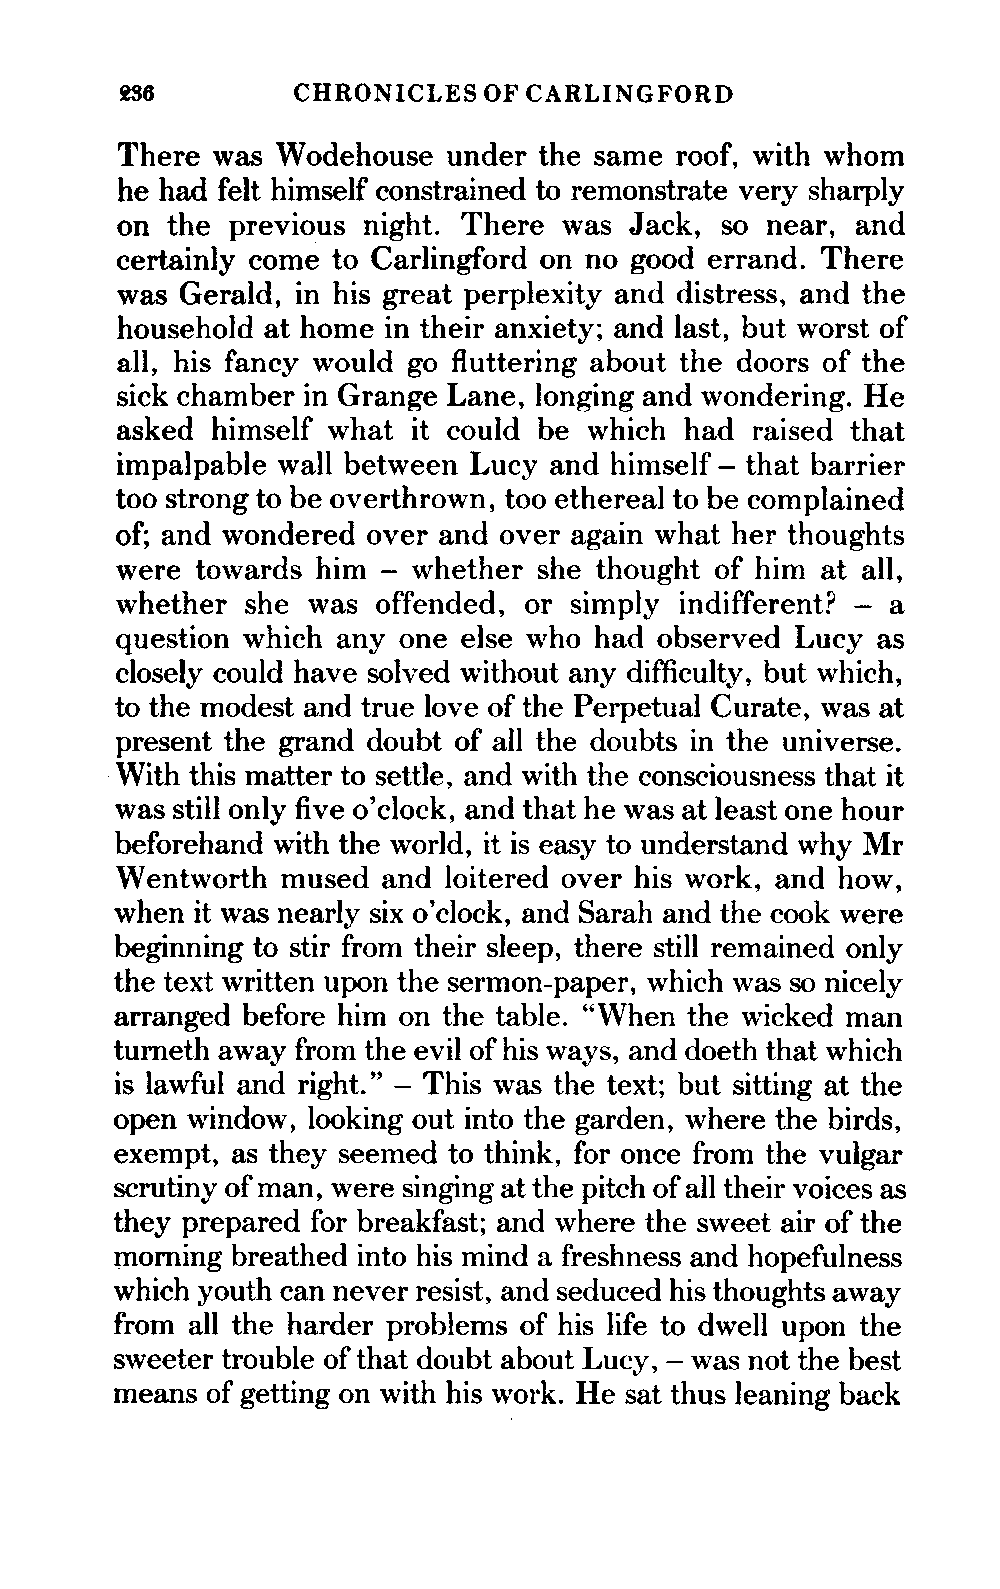 236 CHRONICLES OF CARLINGFORD
There was Wodehouse under the same roof, with whom
he had felt himself constrained to remonstrate very sharply
on the previous night. There was Jack, so near, and
certainly come to Carlingford on no good errand. There
was Gerald, in his great perplexity and distress, and the
household at home in their anxiety; and last, but worst of
all, his fancy would go fluttering about the doors of the
sick chamber in Grange Lane, longing and wondering. He
asked himself what it could be which had raised that
impalpable wall between Lucy and himself – that barrier
too strong to be overthrown, too ethereal to be complained
of; and wondered over and over again what her thoughts
were towards him – whether she thought of him at all,
whether she was offended, or simply indifferent? – a
question which any one else who had observed Lucy as
closely could have solved without any difficulty, but which,
to the modest and true love of the Perpetual Curate, was at
present the grand doubt of all the doubts in the universe.
With this matter to settle, and with the consciousness that it
was still only five o'clock, and that he was at least one hour
beforehand with the world, it is easy to understand why Mr
Wentworth mused and loitered over his work, and how,
when it was nearly six o'clock, and Sarah and the cook were
beginning to stir from their sleep, there still remained only
the text written upon the sermon-paper, which was so nicely
arranged before him on the table. “When the wicked man
turneth away from the evil of his ways, and doeth that which
is lawful and right.” – This was the text; but sitting at the
open window, looking out into the garden, where the birds,
exempt, as they seemed to think, for once from the vulgar
scrutiny of man, were singing at the pitch of all their voices as
they prepared for breakfast; and where the sweet air of the
morning breathed into his mind a freshness and hopefulness
which youth can never resist, and seduced his thoughts away
from all the harder problems of his life to dwell upon the
sweeter trouble of that doubt about Lucy, – was not the best
means of getting on with his work. He sat thus leaning back